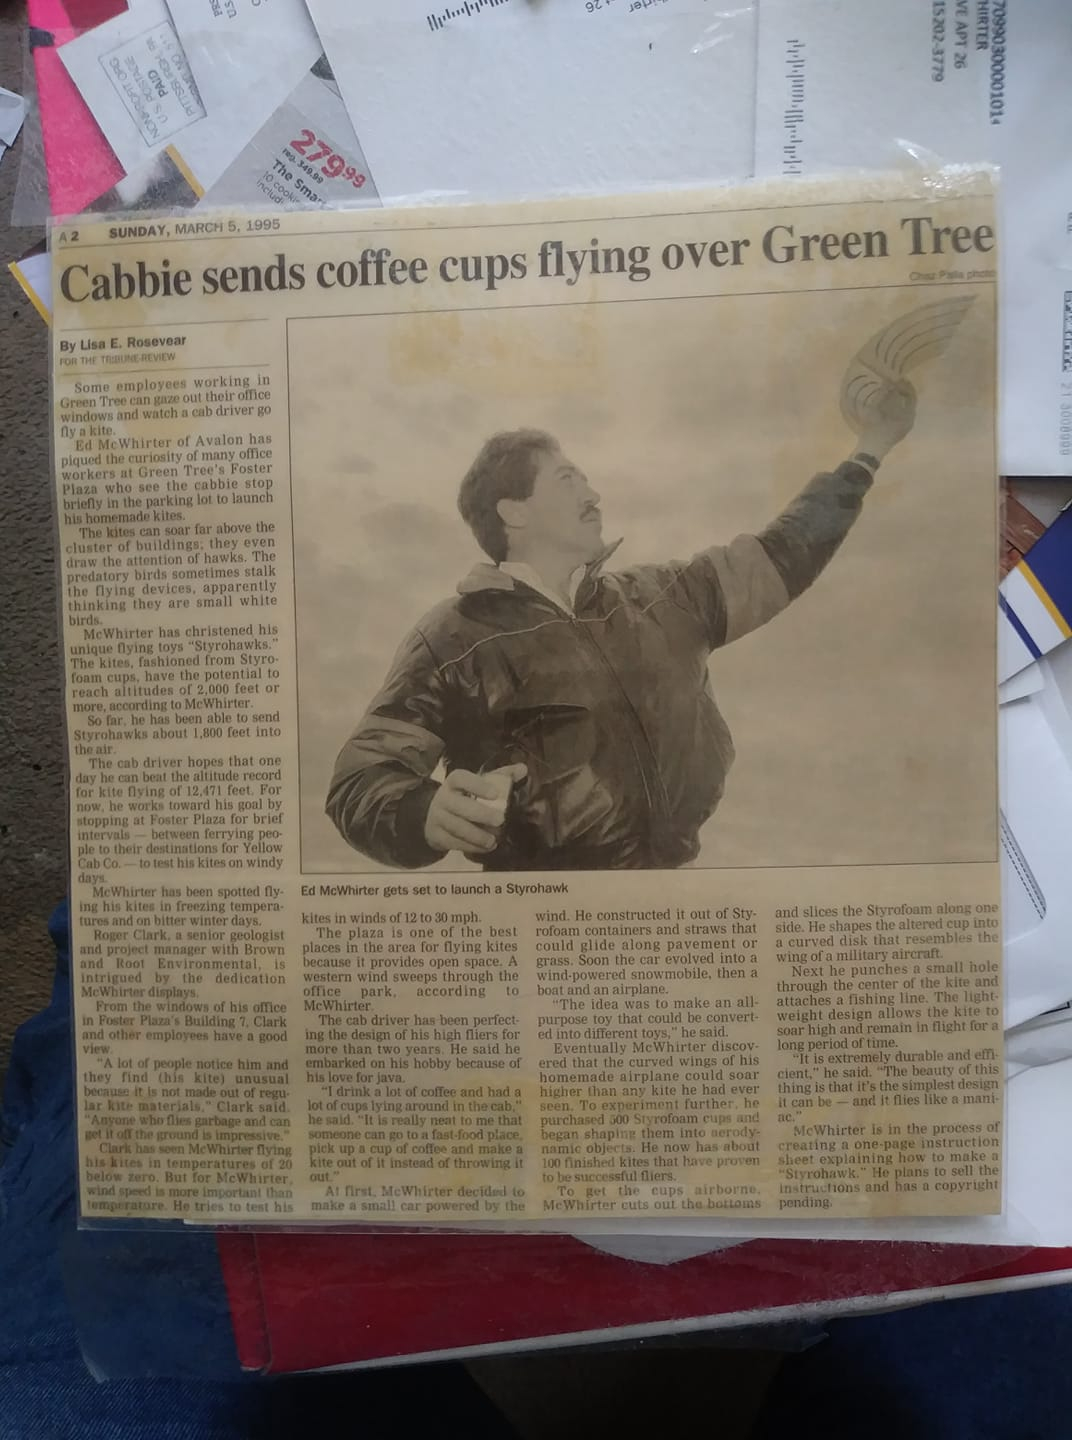 NONPROFIT ORG.
U.S. POSTAGE
PAID
279.99
reg. 349.99
The Smar
10 cooki
includi
HIRTER
VE APT 26
15202-3779
A 2 SUNDAY, MARCH 5, 1995
Cabbie sends coffee cups flying over Green Tree
Chaz Palla photo
By Lisa E. Rosevear
FOR THE TRIBUNE-REVIEW
Some employees working in
Green Tree can gaze out their office
windows and watch a cab driver go
fly a kite.
Ed McWhirter of Avalon has
piqued the curiosity of many office
workers at Green Tree's Foster
Plaza who see the cabbie stop
briefly in the parking lot to launch
his homemade kites.
The kites can soar far above the
cluster of buildings; they even
draw the attention of hawks. The
predatory birds sometimes stalk
the flying devices, apparently
thinking they are small white
birds.
McWhirter has christened his
unique flying toys "Styrohawks."
The kites, fashioned from Styro-
foam cups, have the potential to
reach altitudes of 2,000 feet or
more, according to McWhirter.
So far, he has been able to send
Styrohawks about 1,800 feet into
the air.
The cab driver hopes that one
day he can beat the altitude record
for kite flying of 12,471 feet. For
now, he works toward his goal by
stopping at Foster Plaza for brief
intervals — between ferrying peo-
ple to their destinations for Yellow
Cab Co. — to test his kites on windy
days.
McWhirter has been spotted fly-
ing his kites in freezing tempera-
tures and on bitter winter days.
Roger Clark, a senior geologist
and project manager with Brown
and Root Environmental, is
intrigued by the dedication
McWhirter displays.
From the windows of his office
in Foster Plaza's Building 7, Clark
and other employees have a good
view.
"A lot of people notice him and
they find (his kite) unusual
because it is not made out of regu-
lar kite materials," Clark said.
"Anyone who flies garbage and can
get it off the ground is impressive."
Clark has seen McWhirter flying
his kites in temperatures of 20
below zero. But for McWhirter,
wind speed is more important than
temperature. He tries to test his
Ed McWhirter gets set to launch a Styrohawk
kites in winds of 12 to 30 mph.
The plaza is one of the best
places in the area for flying kites
because it provides open space. A
western wind sweeps through the
office park, according to
McWhirter.
The cab driver has been perfect-
ing the design of his high fliers for
more than two years. He said he
embarked on his hobby because of
his love for java.
"I drink a lot of coffee and had a
lot of cups lying around in the cab,"
he said. "It is really neat to me that
someone can go to a fast-food place,
pick up a cup of coffee and make a
kite out of it instead of throwing it
out."
At first, McWhirter decided to
make a small car powered by the
wind. He constructed it out of Sty-
rofoam containers and straws that
could glide along pavement or
grass. Soon the car evolved into a
wind-powered snowmobile, then a
boat and an airplane.
"The idea was to make an all-
purpose toy that could be convert-
ed into different toys," he said.
Eventually McWhirter discov-
ered that the curved wings of his
homemade airplane could soar
higher than any kite he had ever
seen. To experiment further, he
purchased 500 Styrofoam cups and
began shaping them into aerody-
namic objects. He now has about
100 finished kites that have proven
to be successful fliers.
To get the cups airborne,
McWhirter cuts out the bottoms
and slices the Styrofoam along one
side. He shapes the altered cup into
a curved disk that resembles the
wing of a military aircraft.
Next he punches a small hole
through the center of the kite and
attaches a fishing line. The light-
weight design allows the kite to
soar high and remain in flight for a
long period of time.
"It is extremely durable and effi-
cient," he said. "The beauty of this
thing is that it's the simplest design
it can be — and it flies like a mani-
ac."
McWhirter is in the process of
creating a one-page instruction
sheet explaining how to make a
"Styrohawk." He plans to sell the
instructions and has a copyright
pending.